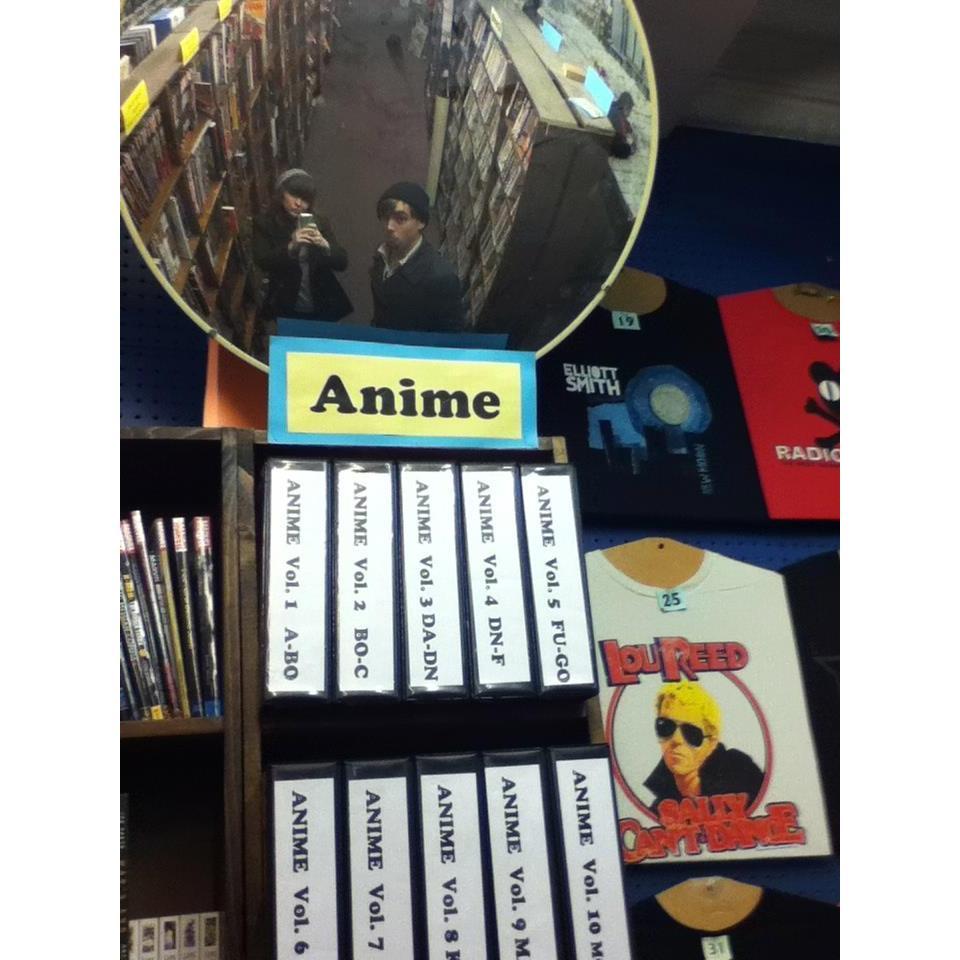 Anime
19
ELLIOTT
SMITH
NEW MOON
RADIO
ANIME Vol. 1 A-BO
ANIME Vol. 2 BO-C
ANIME Vol. 3 DA-DN
ANIME Vol. 4 DN-F
ANIME Vol. 5 FU-GO
25
LOU REED
SALLY
CAN'T DANCE
ANIME Vol. 6
ANIME Vol. 7
ANIME Vol. 8
ANIME Vol. 9 M
ANIME Vol. 10 M
31